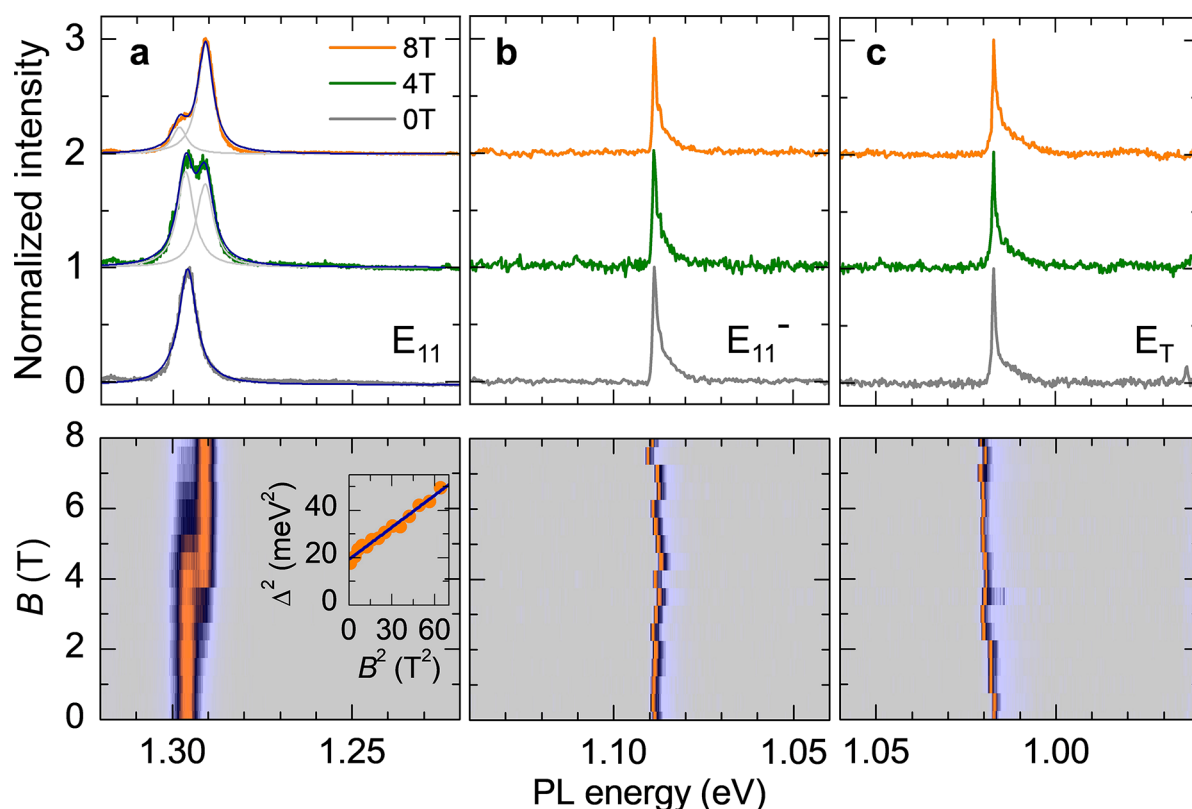 Normalized intensity
3
2
1
0
a
8T
4T
0T
E₁₁
b
E₁₁⁻
c
E_T
B (T)
8
6
4
2
0
Δ² (meV²)
40
20
0
0 30 60
B² (T²)
1.30 1.25 1.10 1.05 1.05 1.00
PL energy (eV)